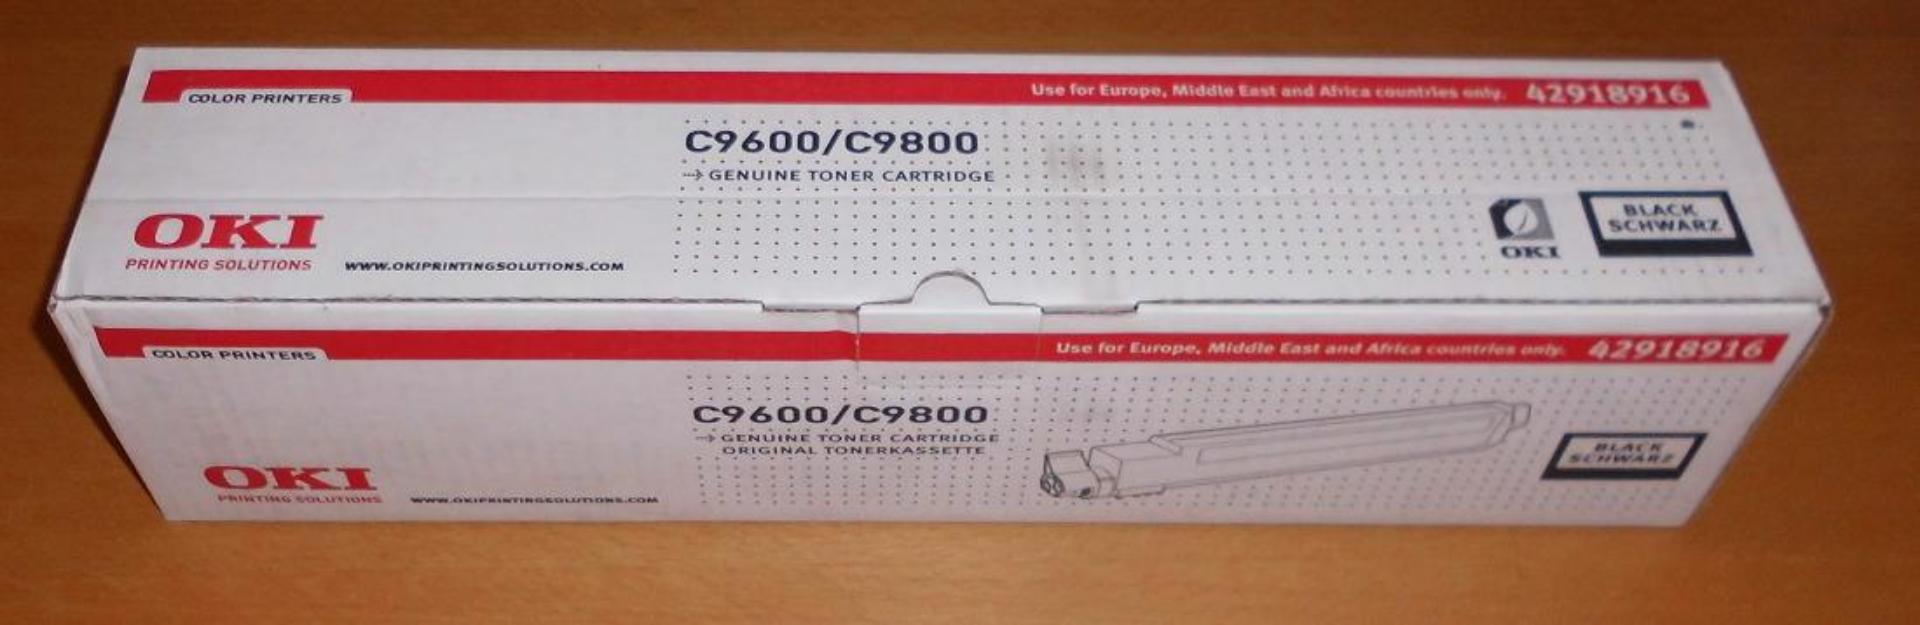 COLOR PRINTERS
Use for Europe, Middle East and Africa countries only. 42918916
C9600/C9800
GENUINE TONER CARTRIDGE
OKI
PRINTING SOLUTIONS
WWW.OKIPRINTINGSOLUTIONS.COM
OKI
BLACK
SCHWARZ
COLOR PRINTERS
Use for Europe, Middle East and Africa countries only. 42918916
C9600/C9800
GENUINE TONER CARTRIDGE
ORIGINAL TONERKASSETTE
OKI
PRINTING SOLUTIONS
WWW.OKIPRINTINGSOLUTIONS.COM
BLACK
SCHWARZ